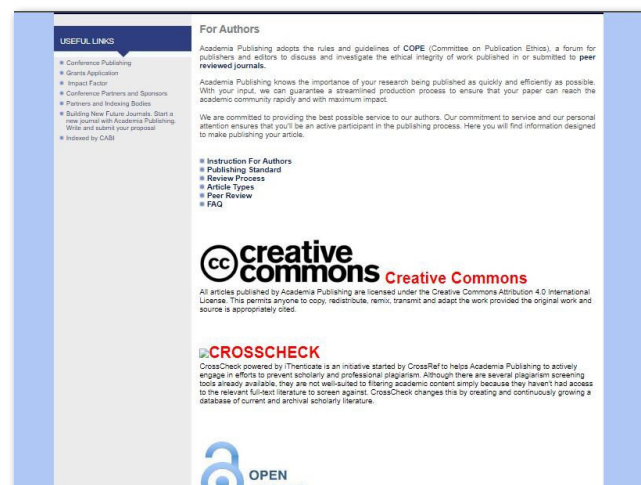 USEFUL LINKS
Conference Publishing
Grants Application
Impact Factor
Conference Partners and Sponsors
Partners and Indexing Bodies
Building New Future Journals. Start a
new journal with Academia Publishing.
Write and submit your proposal
Indexed by CABI
For Authors
Academia Publishing adopts the rules and guidelines of COPE (Committee on Publication Ethics), a forum for
publishers and editors to discuss and investigate the ethical integrity of work published in or submitted to peer
reviewed journals.
Academia Publishing knows the importance of your research being published as quickly and efficiently as possible.
With your input, we can guarantee a streamlined production process to ensure that your paper can reach the
academic community rapidly and with maximum impact.
We are committed to providing the best possible service to our authors. Our commitment to service and our personal
attention ensures that you'll be an active participant in the publishing process. Here you will find information designed
to make publishing your article.
Instruction For Authors
Publishing Standard
Review Process
Article Types
Peer Review
FAQ
cc creative
commons Creative Commons
All articles published by Academia Publishing are licensed under the Creative Commons Attribution 4.0 International
License. This permits anyone to copy, redistribute, remix, transmit and adapt the work provided the original work and
source is appropriately cited.
CROSSCHECK
CrossCheck powered by iThenticate is an initiative started by CrossRef to helps Academia Publishing to actively
engage in efforts to prevent scholarly and professional plagiarism. Although there are several plagiarism screening
tools already available, they are not well-suited to filtering academic content simply because they haven't had access
to the relevant full-text literature to screen against. CrossCheck changes this by creating and continuously growing a
database of current and archival scholarly literature.
OPEN